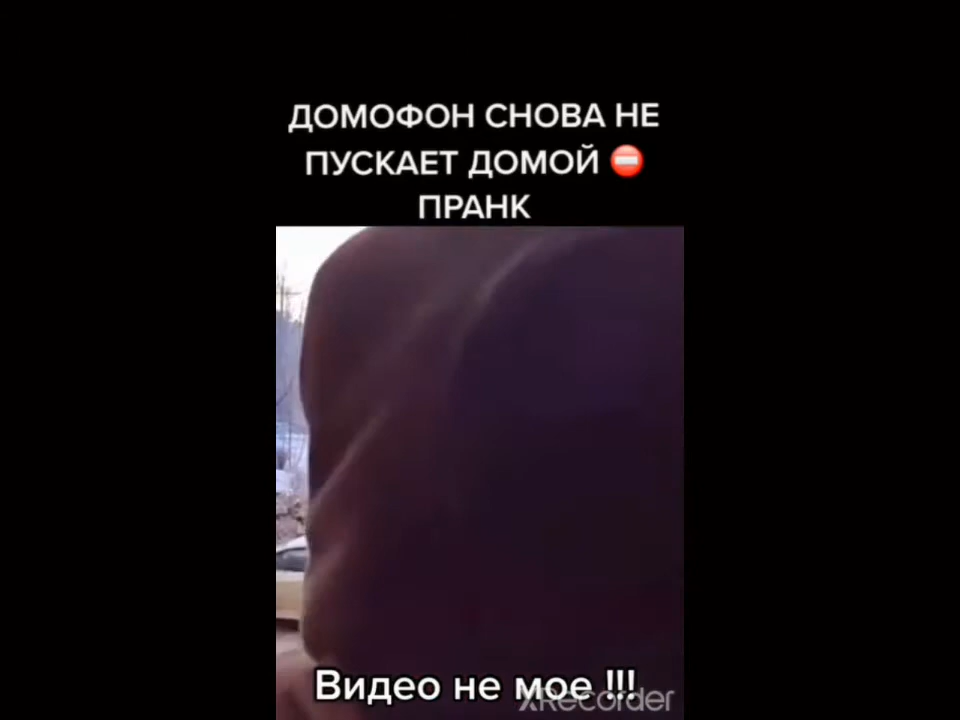 ДОМОФОН СНОВА НЕ
ПУСКАЕТ ДОМОЙ ⛔
ПРАНК
Видео не мое !!!
XRecorder